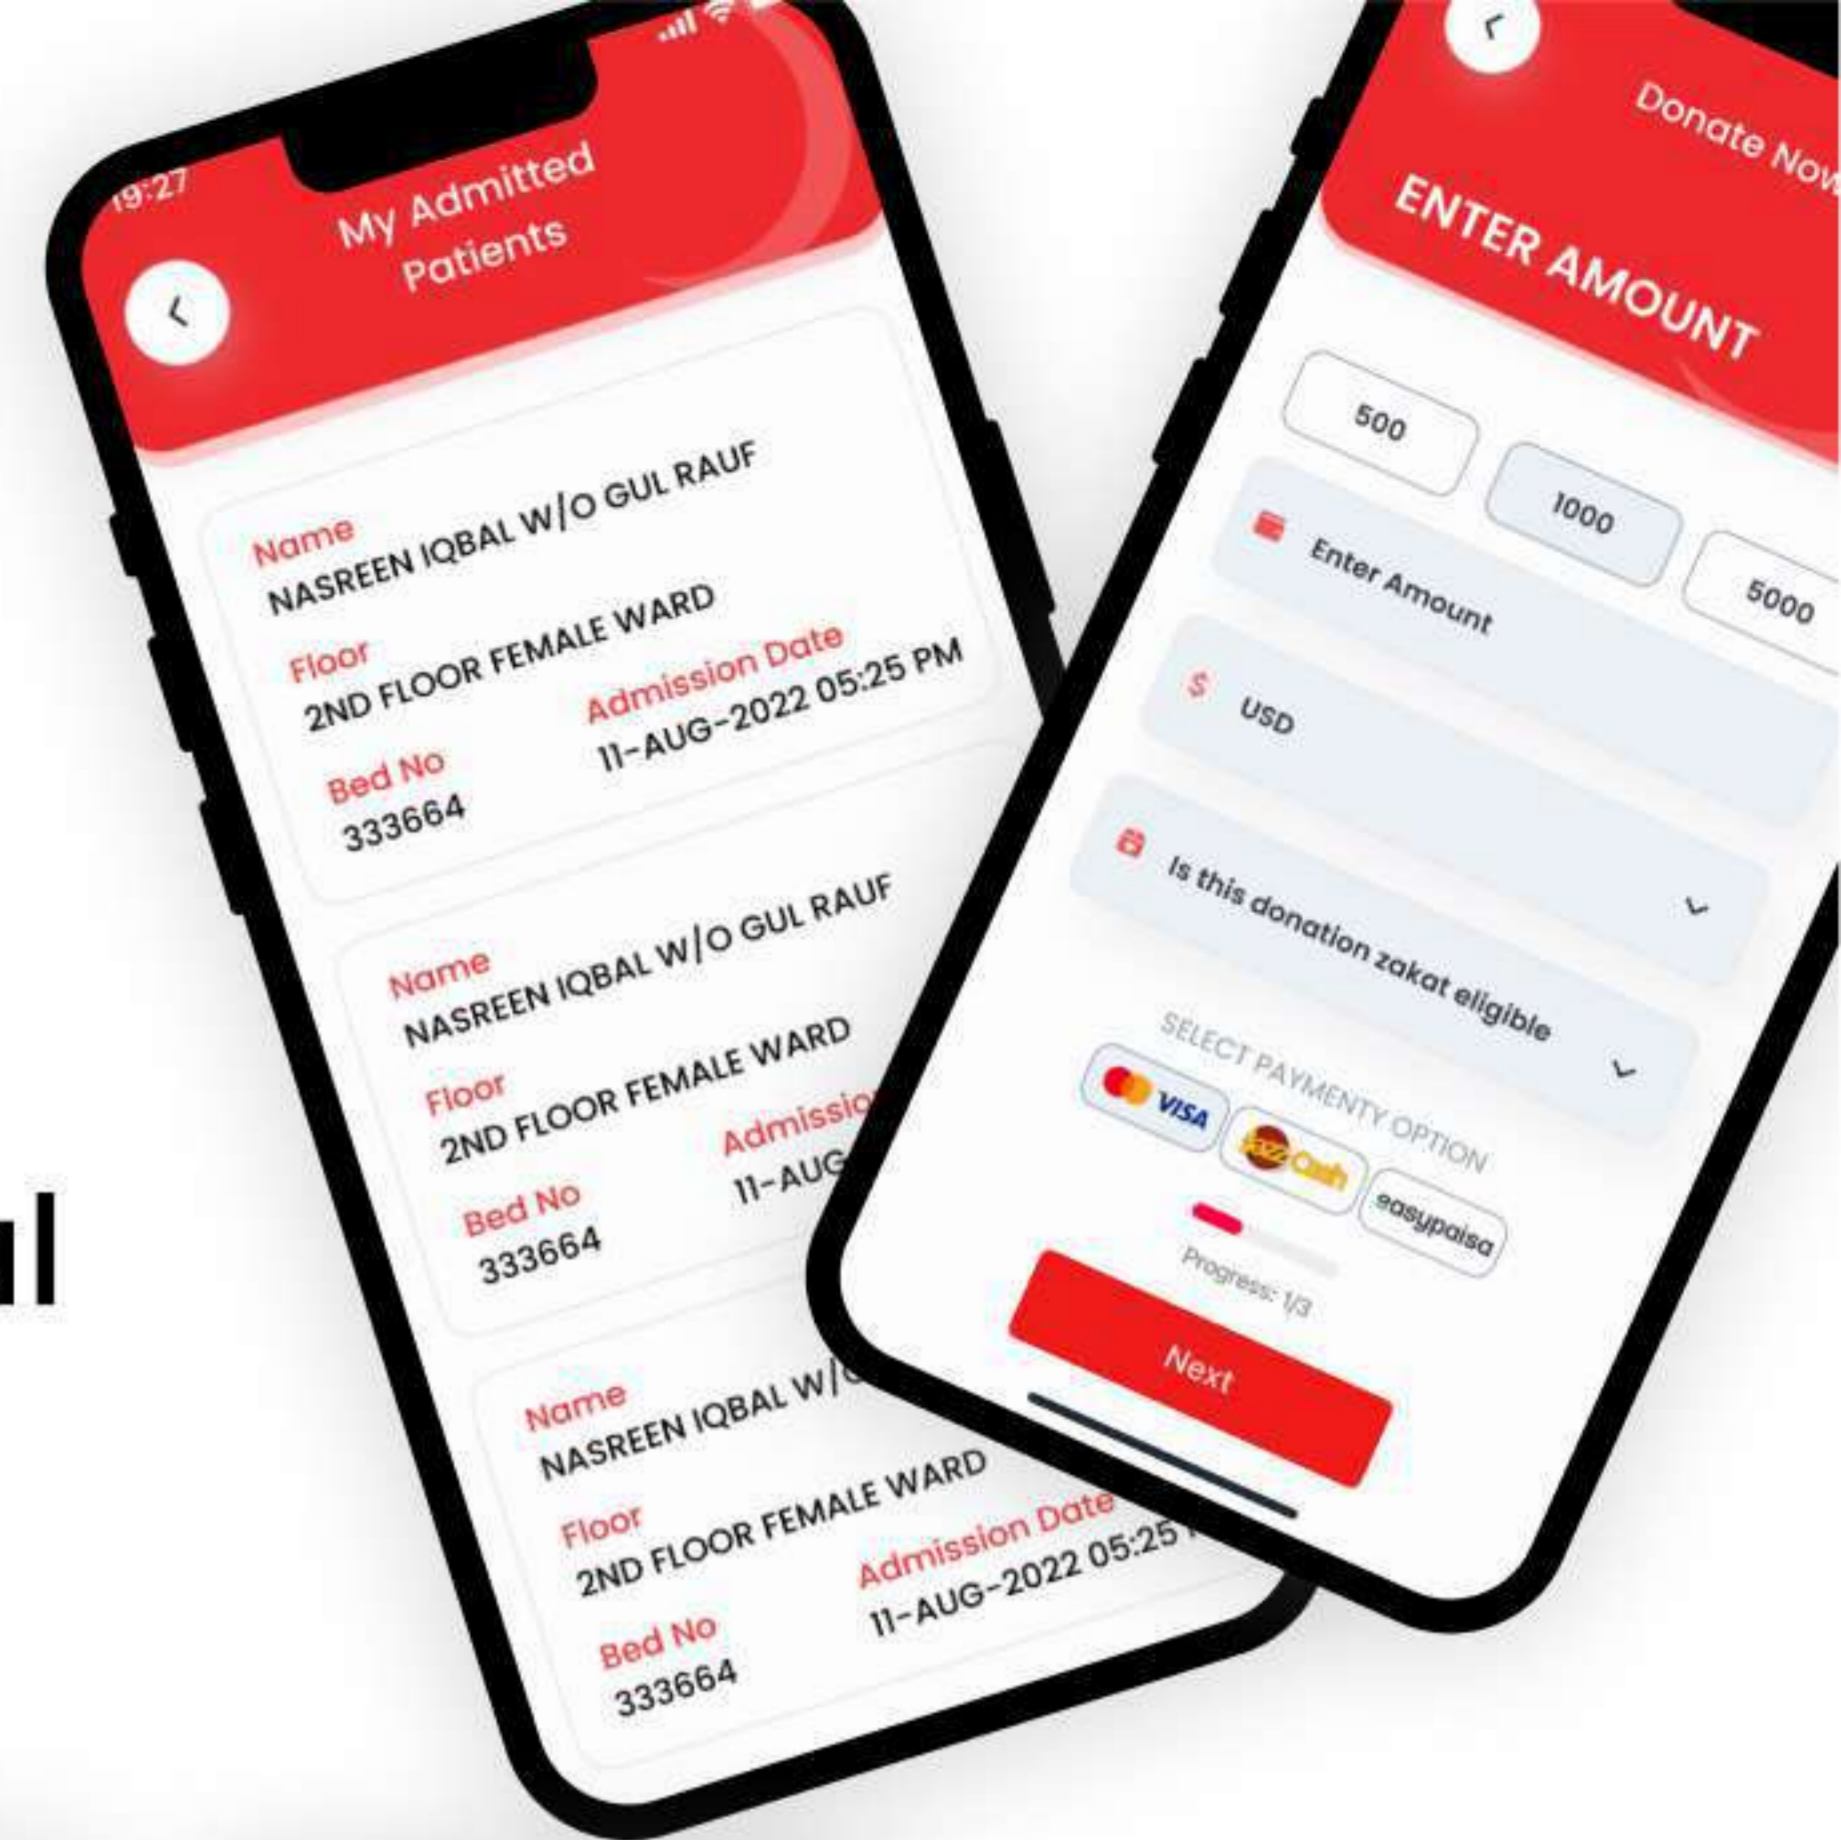 19:27
My Admitted
Patients
Name
NASREEN IQBAL W/O GUL RAUF
Floor
2ND FLOOR FEMALE WARD
Bed No
333664
Admission Date
11-AUG-2022 05:25 PM
Name
NASREEN IQBAL W/O GUL RAUF
Floor
2ND FLOOR FEMALE WARD
Bed No
333664
11-AUG
Name
NASREEN IQBAL
Floor
2ND FLOOR FEMALE WARD
Bed No
333664
Admission Date
11-AUG-2022 05:25
Donate Now
ENTER AMOUNT
500
1000
5000
Enter Amount
$ USD
Is this donation zakat eligible
SELECT PAYMENTY OPTION
VISA
Jazz Cash
easypaisa
Progress: 1/3
Next